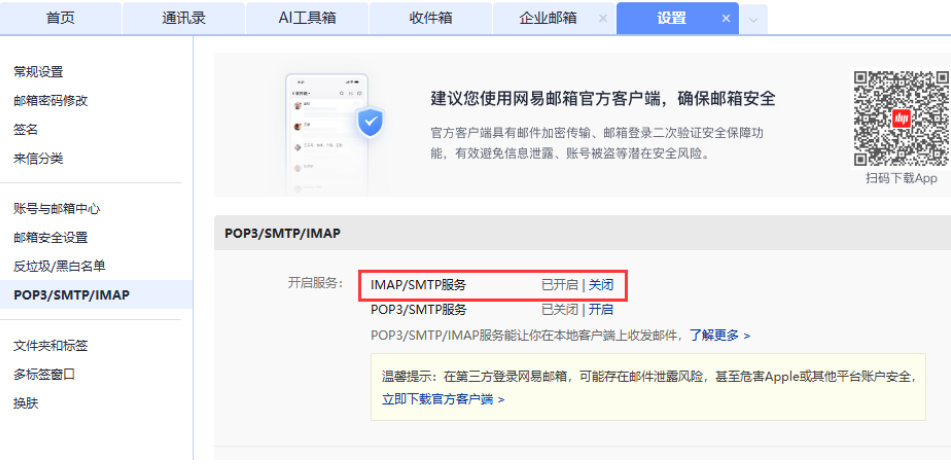 首页 通讯录 AI工具箱 收件箱 企业邮箱 × 设置 ×
常规设置
邮箱密码修改
签名
来信分类
账号与邮箱中心
邮箱安全设置
反垃圾/黑白名单
POP3/SMTP/IMAP
文件夹和标签
多标签窗口
换肤
建议您使用网易邮箱官方客户端，确保邮箱安全
官方客户端具有邮件加密传输、邮箱登录二次验证安全保障功
能，有效避免信息泄露、账号被盗等潜在安全风险。
扫码下载App
POP3/SMTP/IMAP
开启服务： IMAP/SMTP服务 已开启 | 关闭
POP3/SMTP服务 已关闭 | 开启
POP3/SMTP/IMAP服务能让你在本地客户端上收发邮件，了解更多 >
温馨提示：在第三方登录网易邮箱，可能存在邮件泄露风险，甚至危害Apple或其他平台账户安全，
立即下载官方客户端 >